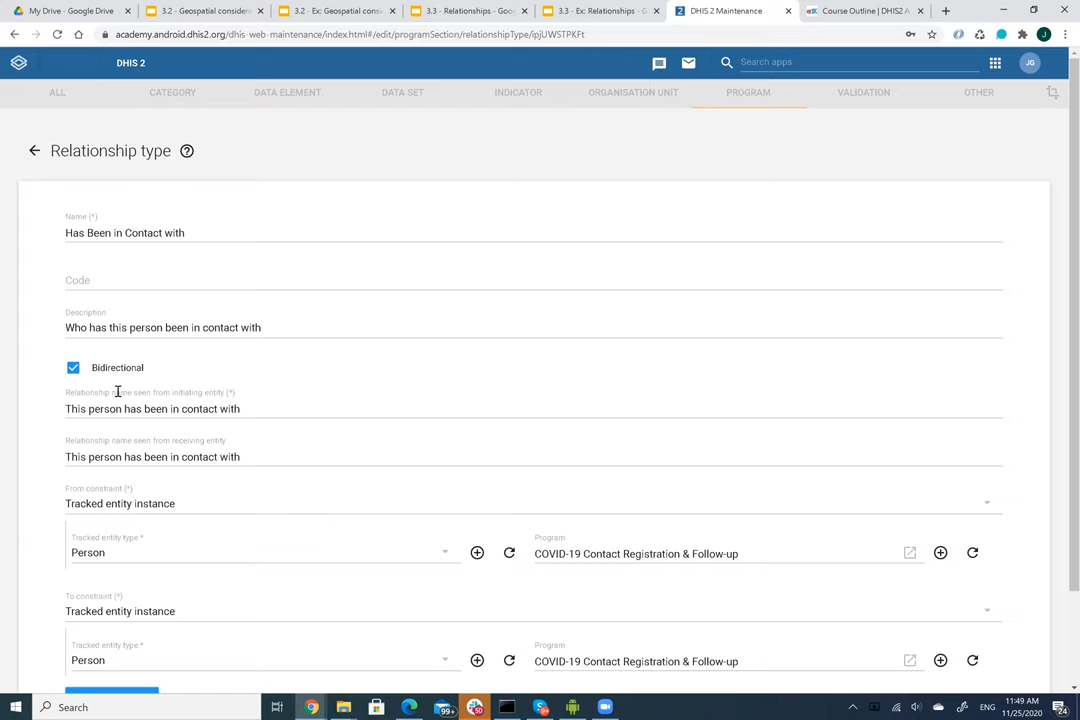 My Drive - Google Drive
3.2 - Geospatial consider
3.2 - Ex: Geospatial consi
3.3 - Relationships - Goo
3.3 - Ex: Relationships - G
DHIS 2 Maintenance
Course Outline | DHIS2 A
academy.android.dhis2.org/dhis-web-maintenance/index.html#/edit/programSection/relationshipType/ipjUWSTPKFt
J
DHIS 2
Search apps
JG
ALL
CATEGORY
DATA ELEMENT
DATA SET
INDICATOR
ORGANISATION UNIT
PROGRAM
VALIDATION
OTHER
Relationship type
Name (*)
Has Been in Contact with
Code
Description
Who has this person been in contact with
Bidirectional
Relationship name seen from initiating entity (*)
This person has been in contact with
Relationship name seen from receiving entity
This person has been in contact with
From constraint (*)
Tracked entity instance
Tracked entity type *
Person
Program
COVID-19 Contact Registration & Follow-up
To constraint (*)
Tracked entity instance
Tracked entity type *
Person
Program
COVID-19 Contact Registration & Follow-up
Search
99+
50
ENG
11:49 AM
11/25/2020
24